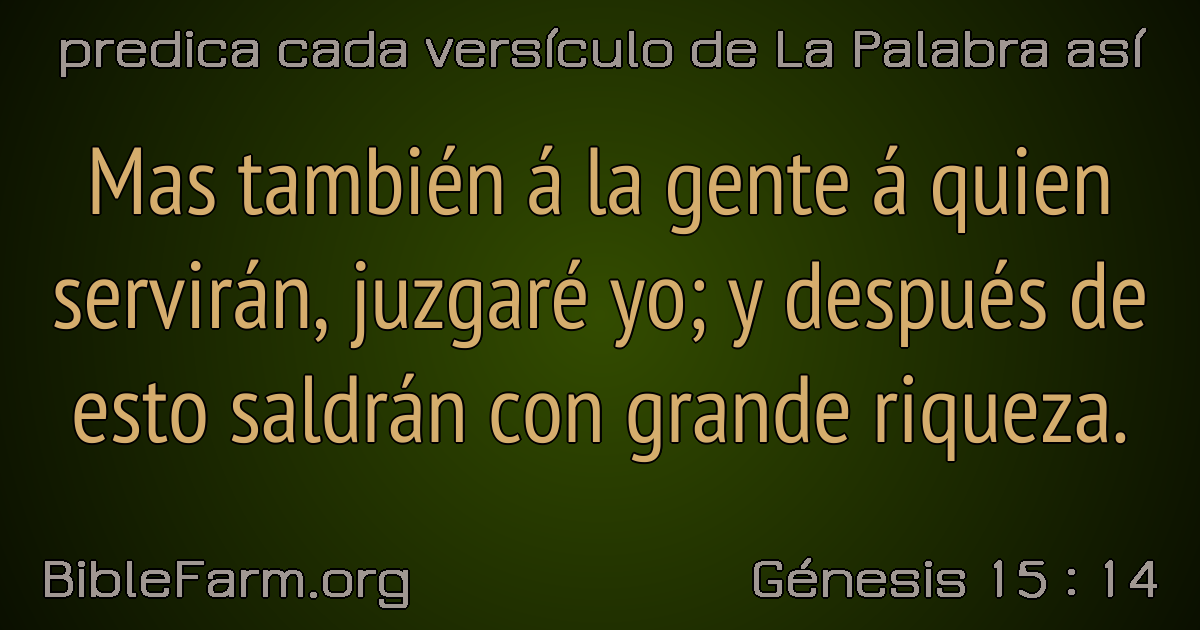 predica cada versículo de La Palabra así
Mas también á la gente á quien
servirán, juzgaré yo; y después de
esto saldrán con grande riqueza.
BibleFarm.org
Génesis 15 : 14